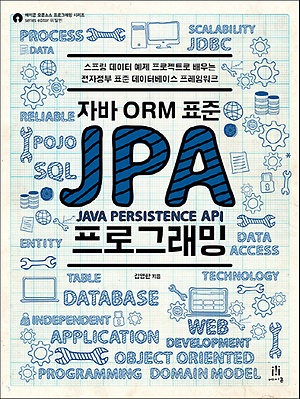 에이콘 오픈소스 프로그래밍 시리즈
PROCESS
SCALABILITY
JDBC
DATA
스프링 데이터 예제 프로젝트로 배우는
전자정부 표준 데이터베이스 프레임워크
자바 ORM 표준
RELIABLE
POJO
SQL
JPA
JAVA PERSISTENCE API
프로그래밍
ENTITY
DATA
ACCESS
김영한 지음
TABLE
TECHNOLOGY
DATABASE
INDEPENDENT
WEB
APPLICATION
DEVELOPMENT
OBJECT ORIENTED
PROGRAMMING
DOMAIN MODEL
에이콘